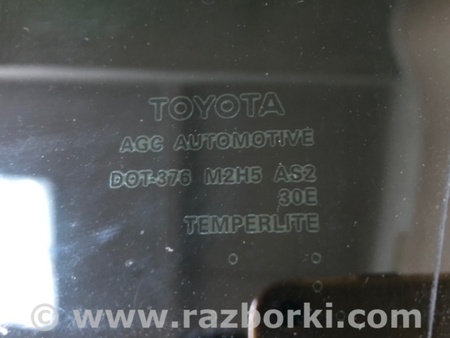 TOYOTA
AGC AUTOMOTIVE
DOT-376 M2H5 AS2
30E
TEMPERLITE
© www.razborki.com